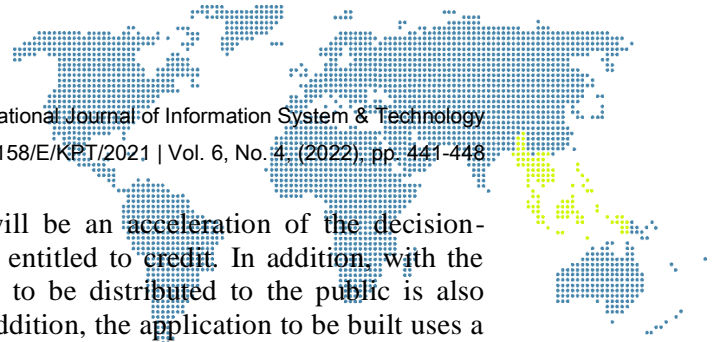 ational Journal of Information System & Technology
158/E/KPT/2021 | Vol. 6, No. 4, (2022), pp. 441-448
will be an acceleration of the decision-
entitled to credit. In addition, with the
to be distributed to the public is also
ddition, the application to be built uses a